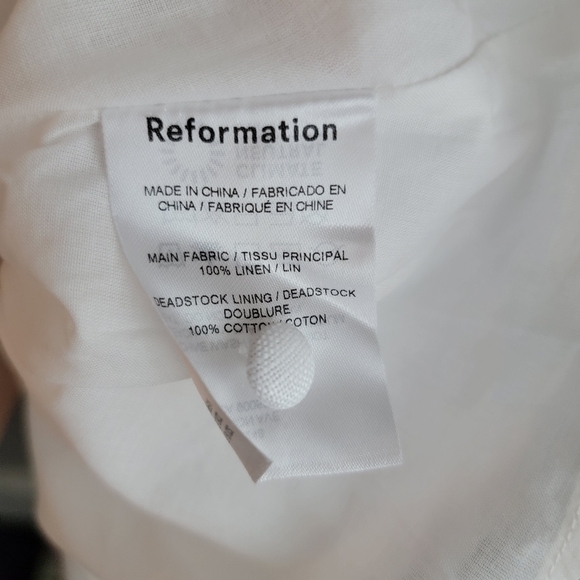 Reformation
MADE IN CHINA / FABRICADO EN
CHINA / FABRIQUÉ EN CHINE
MAIN FABRIC / TISSU PRINCIPAL
100% LINEN / LIN
DEADSTOCK LINING / DEADSTOCK
DOUBLURE
100% COTTON / COTON